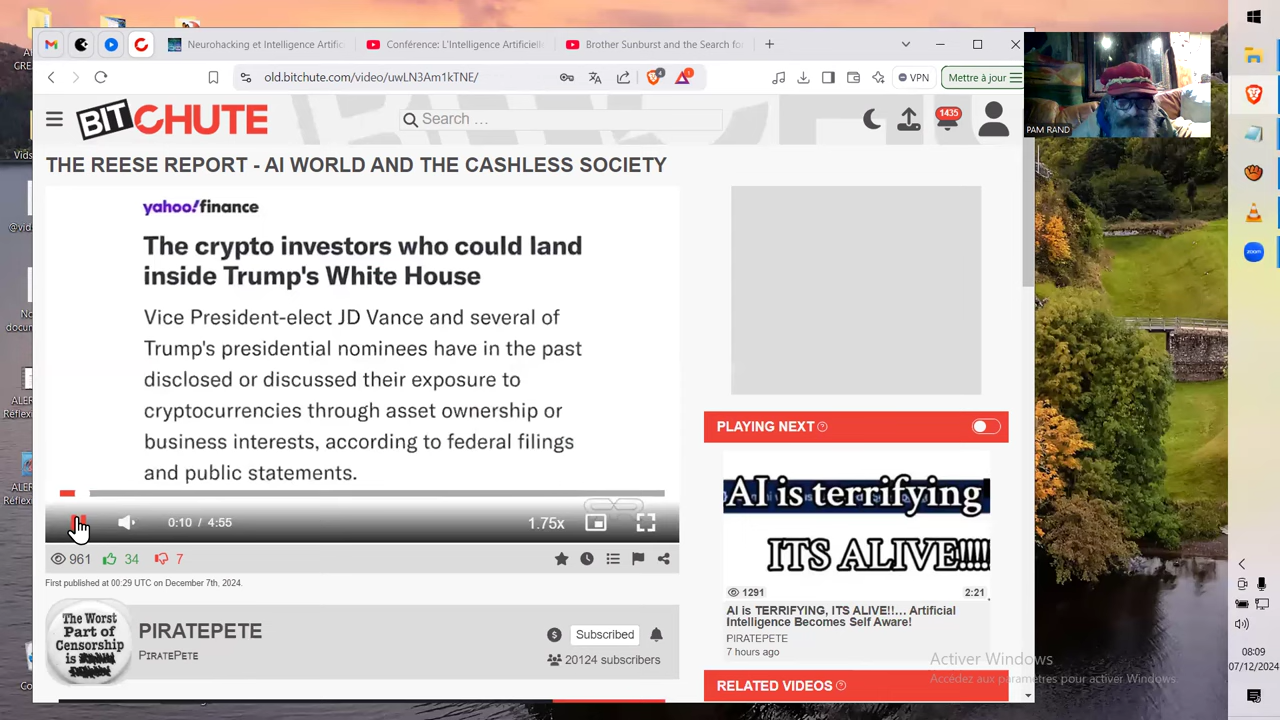 Neurohacking et Intelligence Artific
Conférence: L'Intelligence Artificielle
Brother Sunburst and the Search for
old.bitchute.com/video/uwLN3Am1kTNE/
4
1
VPN
Mettre à jour
BITCHUTE
Search ...
1435
PAM RAND
THE REESE REPORT - AI WORLD AND THE CASHLESS SOCIETY
yahoo!finance
The crypto investors who could land
inside Trump's White House
Vice President-elect JD Vance and several of
Trump's presidential nominees have in the past
disclosed or discussed their exposure to
cryptocurrencies through asset ownership or
business interests, according to federal filings
and public statements.
0:10 / 4:55
1.75x
961
34
7
First published at 00:29 UTC on December 7th, 2024.
The Worst
Part of
Censorship
is
PIRATEPETE
PiratePete
Subscribed
20124 subscribers
PLAYING NEXT
AI is terrifying
ITS ALIVE!!!!
1291
2:21
AI is TERRIFYING, ITS ALIVE!!... Artificial
Intelligence Becomes Self Aware!
PIRATEPETE
7 hours ago
RELATED VIDEOS
Activer Windows
Accédez aux paramètres pour activer Windows.
zoom
08:09
07/12/2024